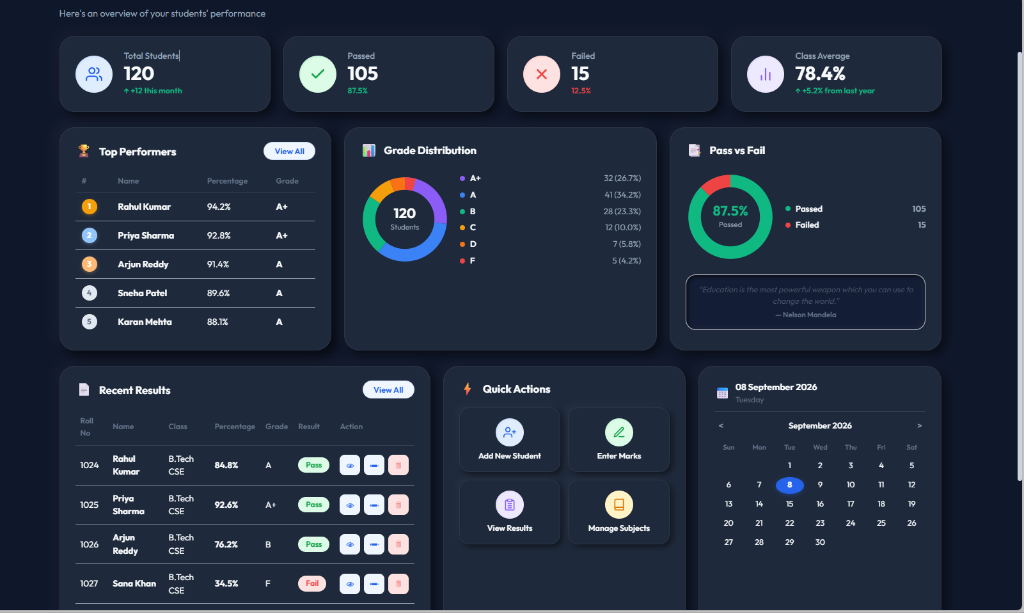 Here's an overview of your students' performance
Total Students
120
↑ +12 this month
Passed
105
87.5%
Failed
15
12.5%
Class Average
78.4%
↑ +5.2% from last year
Top Performers
View All
# Name Percentage Grade
1 Rahul Kumar 94.2% A+
2 Priya Sharma 92.8% A+
3 Arjun Reddy 91.4% A
4 Sneha Patel 89.6% A
5 Karan Mehta 88.1% A
Grade Distribution
120
Students
A+ 32 (26.7%)
A 41 (34.2%)
B 28 (23.3%)
C 12 (10.0%)
D 7 (5.8%)
F 5 (4.2%)
Pass vs Fail
87.5%
Passed
Passed 105
Failed 15
"Education is the most powerful weapon which you can use to
change the world."
— Nelson Mandela
Recent Results
View All
Roll
No
Name Class Percentage Grade Result Action
1024 Rahul
Kumar
B.Tech
CSE
84.8% A Pass
1025 Priya
Sharma
B.Tech
CSE
92.6% A+ Pass
1026 Arjun
Reddy
B.Tech
CSE
76.2% B Pass
1027 Sana Khan B.Tech
CSE
34.5% F Fail
Quick Actions
Add New Student
Enter Marks
View Results
Manage Subjects
08 September 2026
Tuesday
< September 2026 >
Sun Mon Tue Wed Thu Fri Sat
1 2 3 4 5
6 7 8 9 10 11 12
13 14 15 16 17 18 19
20 21 22 23 24 25 26
27 28 29 30